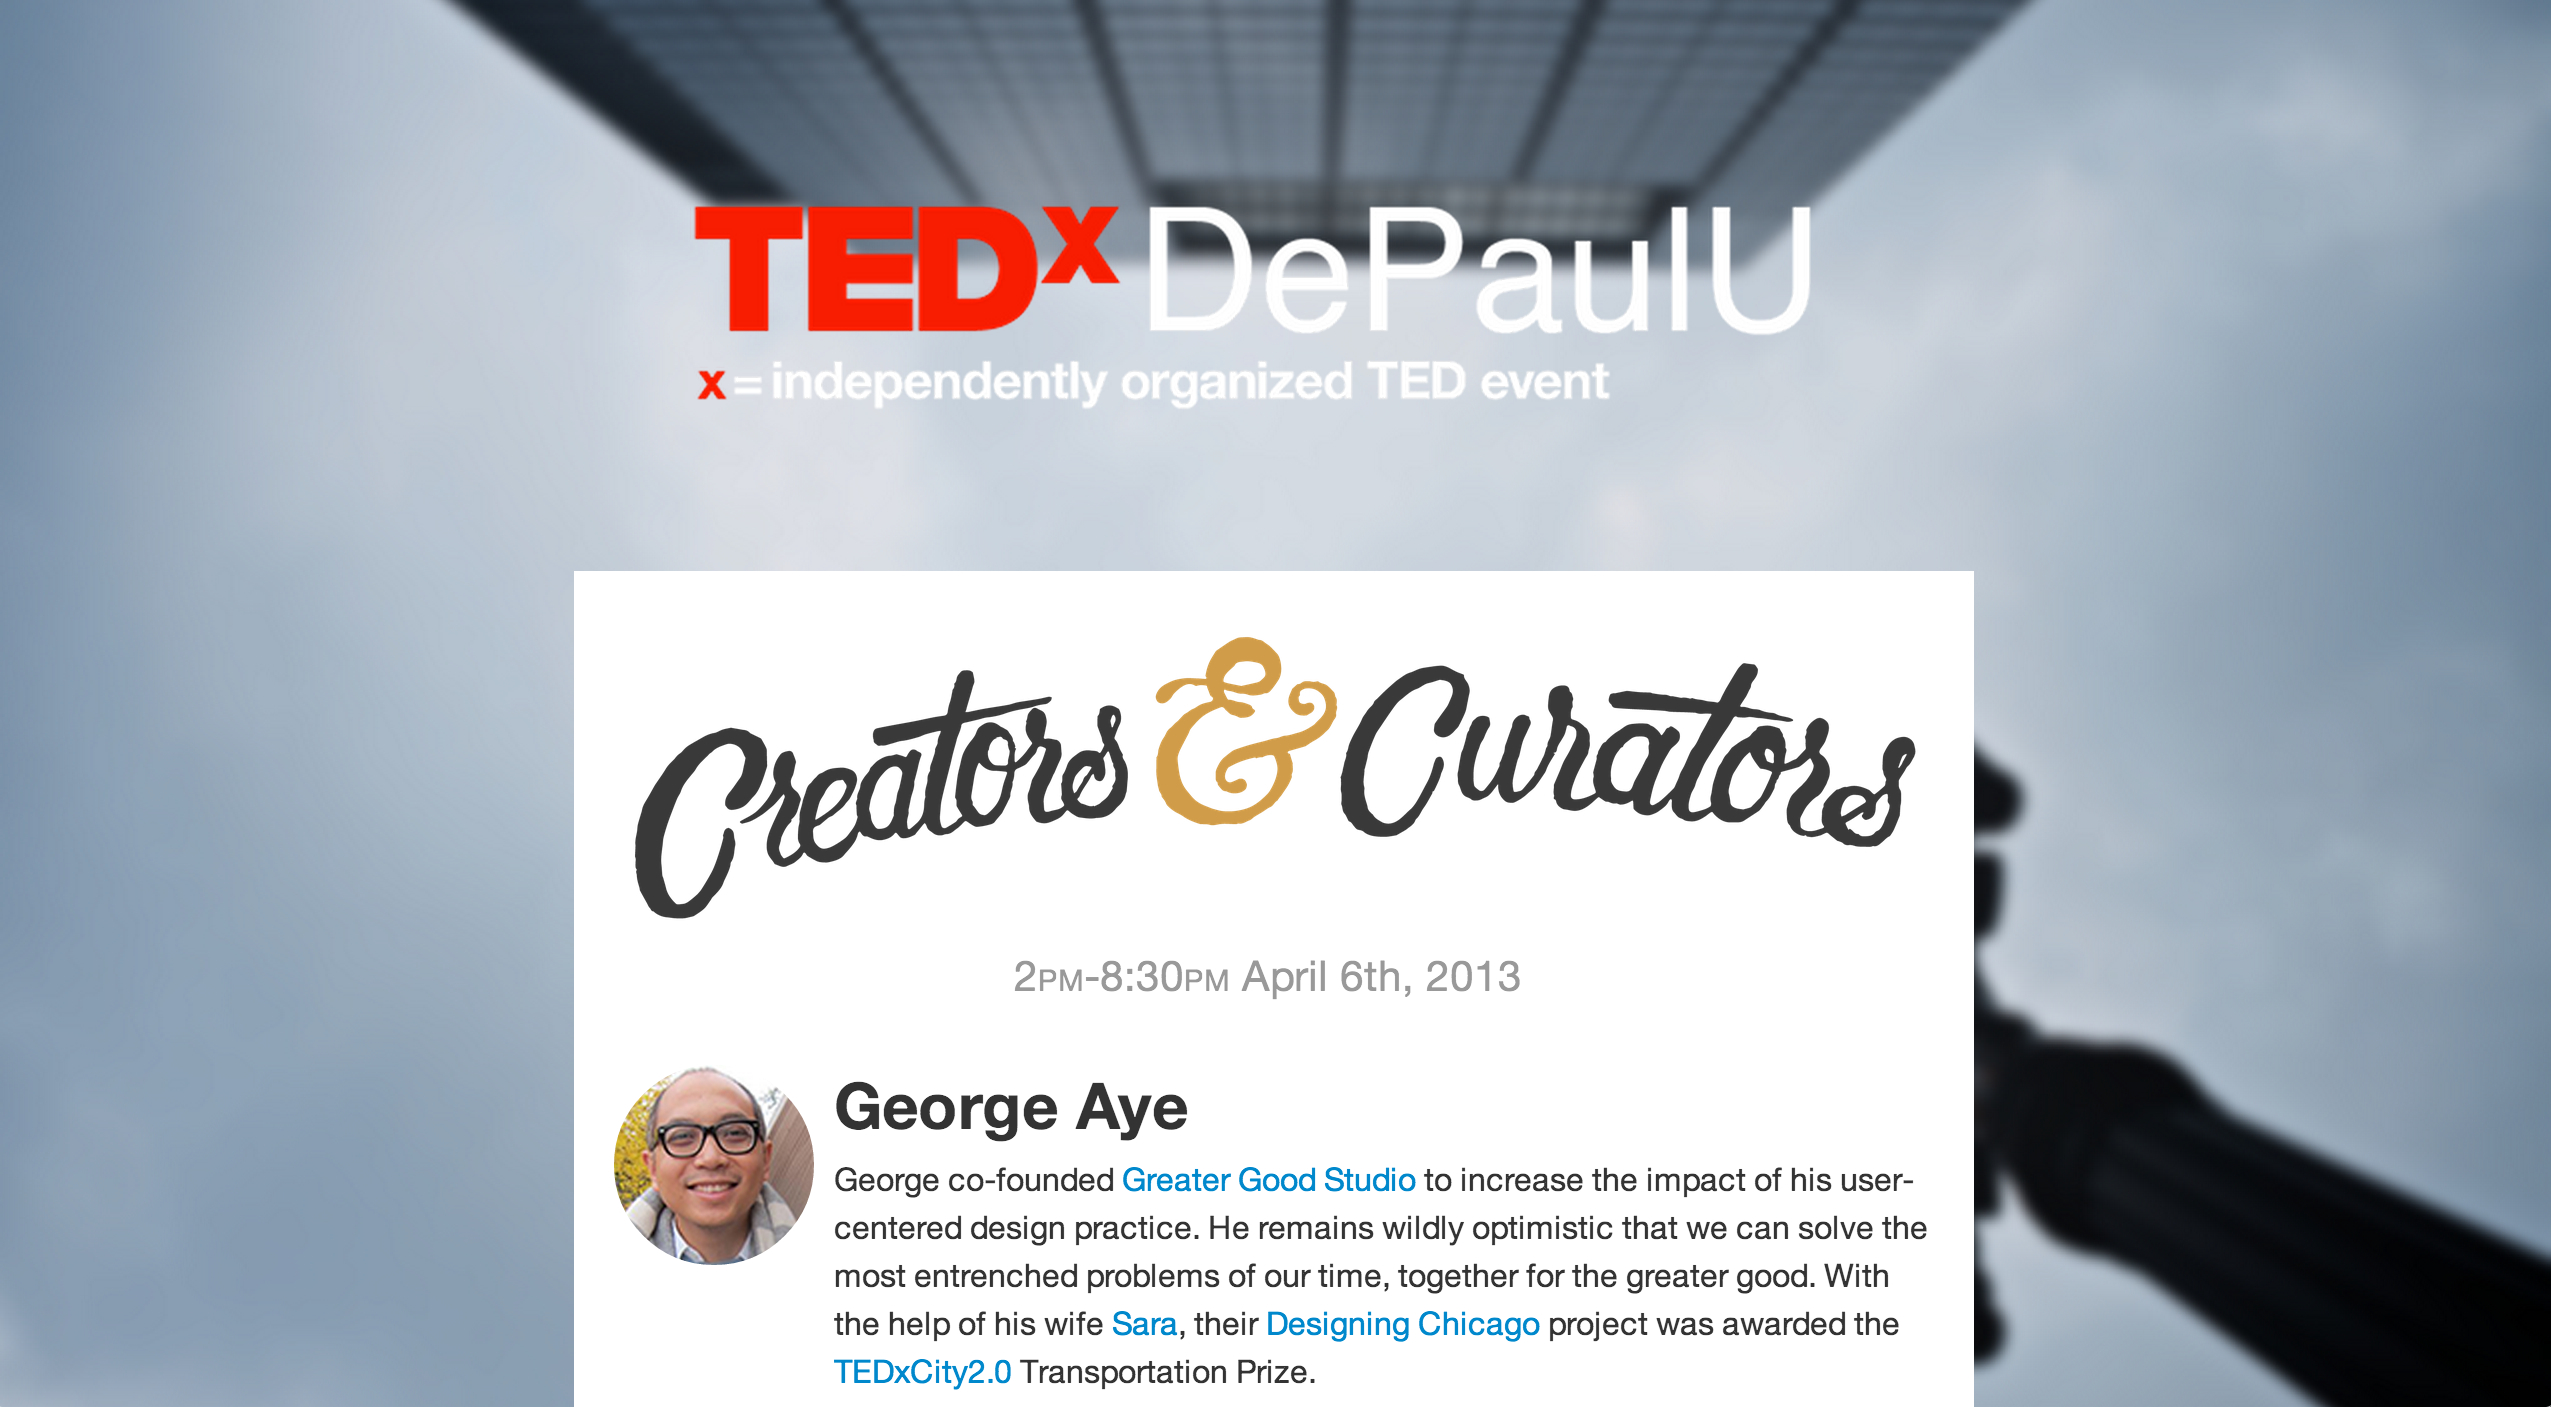 TEDx DePaulU
x = independently organized TED event
Creators & Curators
2PM-8:30PM April 6th, 2013
George Aye
George co-founded Greater Good Studio to increase the impact of his user-
centered design practice. He remains wildly optimistic that we can solve the
most entrenched problems of our time, together for the greater good. With
the help of his wife Sara, their Designing Chicago project was awarded the
TEDxCity2.0 Transportation Prize.